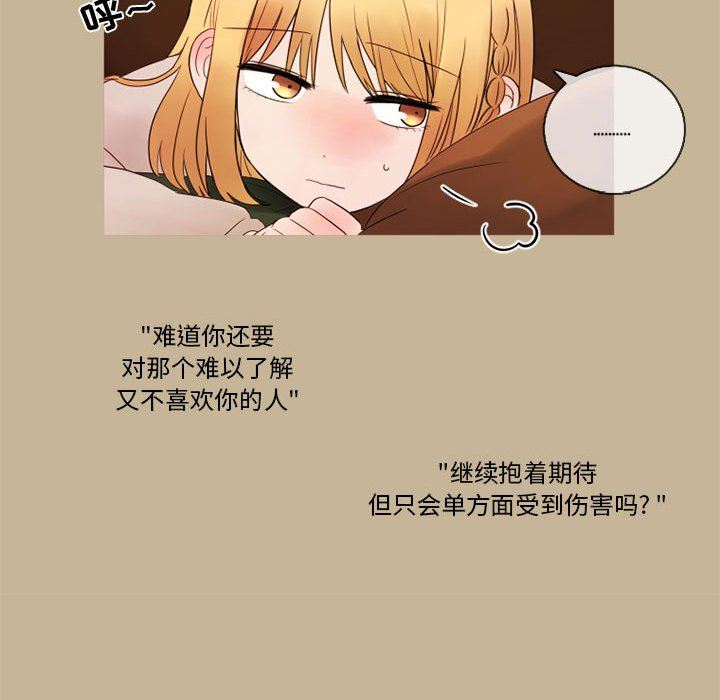 呼～
…………
"难道你还要
对那个难以了解
又不喜欢你的人"
"继续抱着期待
但只会单方面受到伤害吗？"